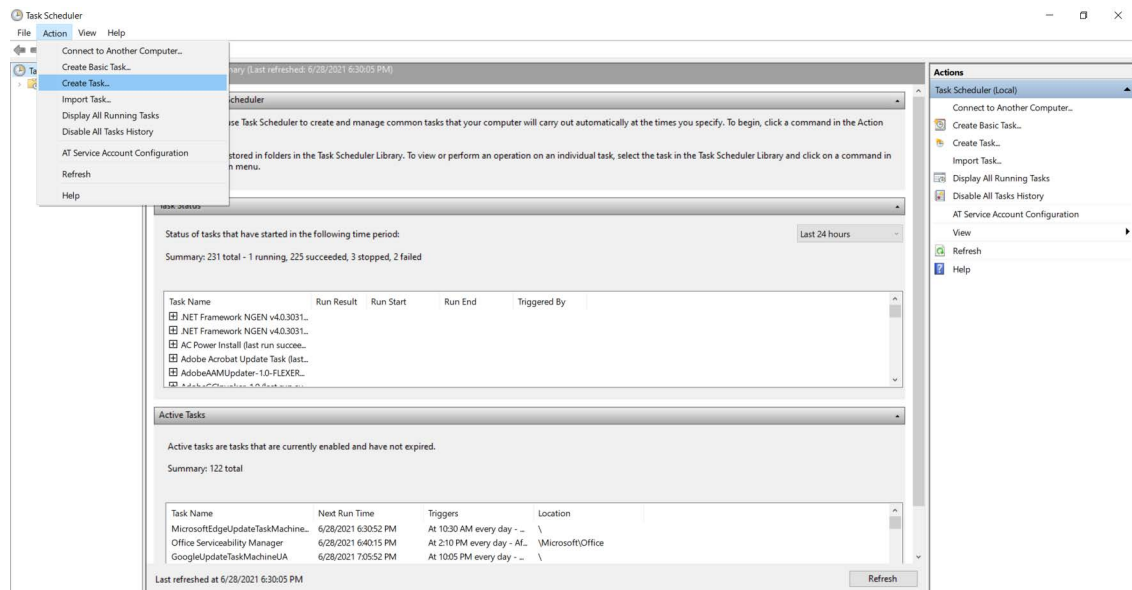 Task Scheduler
File Action View Help
Connect to Another Computer...
Create Basic Task...
Create Task...
Import Task...
Display All Running Tasks
Disable All Tasks History
AT Service Account Configuration
Refresh
Help
Ta
(Last refreshed: 6/28/2021 6:30:05 PM)
Scheduler
use Task Scheduler to create and manage common tasks that your computer will carry out automatically at the times you specify. To begin, click a command in the Action
stored in folders in the Task Scheduler Library. To view or perform an operation on an individual task, select the task in the Task Scheduler Library and click on a command in
menu.
Task Status
Status of tasks that have started in the following time period:
Last 24 hours
Summary: 231 total - 1 running, 225 succeeded, 3 stopped, 2 failed
Task Name Run Result Run Start Run End Triggered By
.NET Framework NGEN v4.0.3031...
.NET Framework NGEN v4.0.3031...
AC Power Install (last run succee...
Adobe Acrobat Update Task (last...
AdobeAAMUpdater-1.0-FLEXER...
Active Tasks
Active tasks are tasks that are currently enabled and have not expired.
Summary: 122 total
Task Name Next Run Time Triggers Location
MicrosoftEdgeUpdateTaskMachine... 6/28/2021 6:30:52 PM At 10:30 AM every day - ... \
Office Serviceability Manager 6/28/2021 6:40:15 PM At 2:10 PM every day - Af... \Microsoft\Office
GoogleUpdateTaskMachineUA 6/28/2021 7:05:52 PM At 10:05 PM every day - ... \
Last refreshed at 6/28/2021 6:30:05 PM
Refresh
Actions
Task Scheduler (Local)
Connect to Another Computer...
Create Basic Task...
Create Task...
Import Task...
Display All Running Tasks
Disable All Tasks History
AT Service Account Configuration
View
Refresh
Help